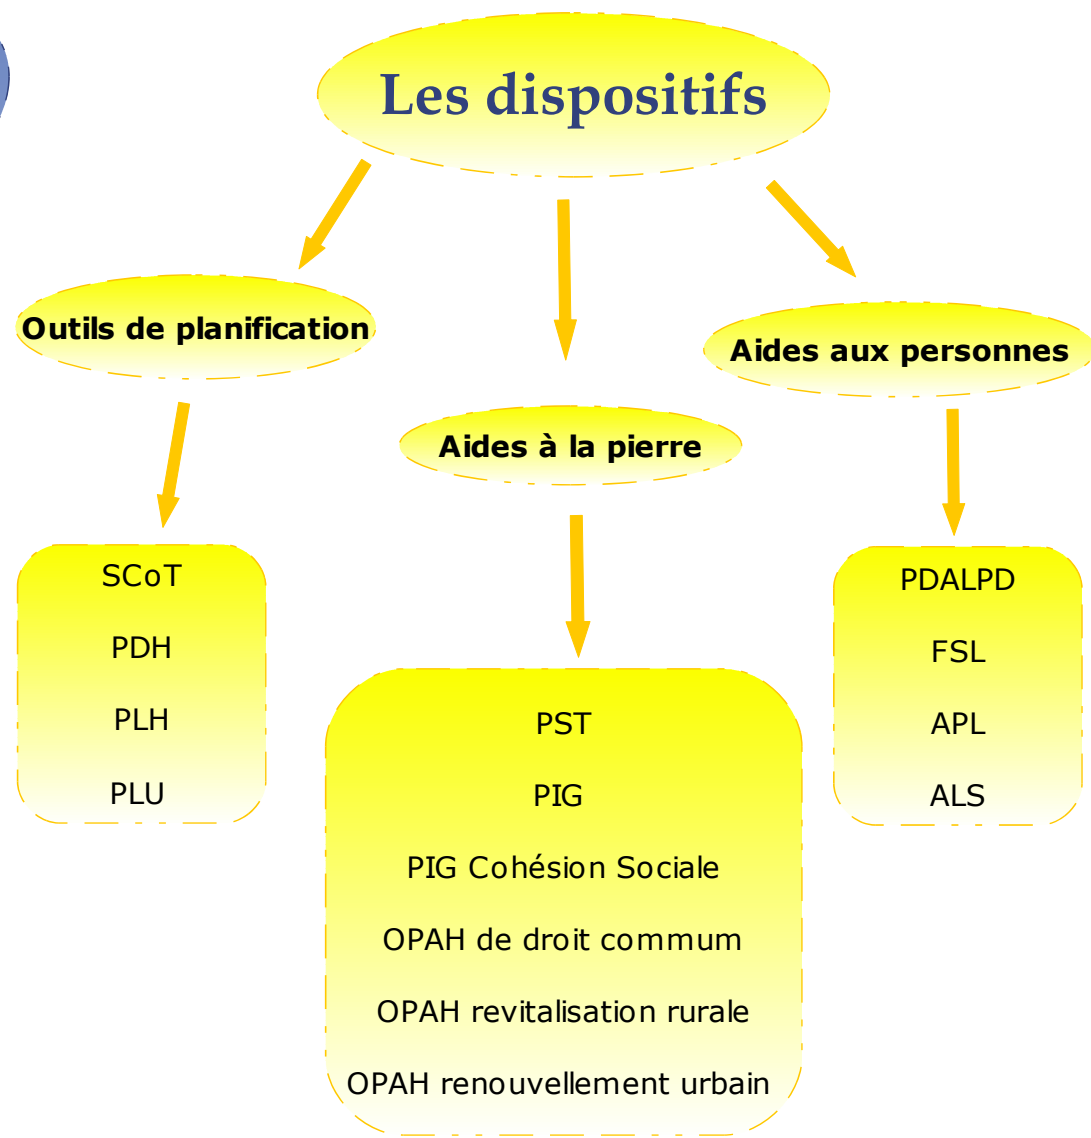 Les dispositifs
Outils de planification
SCoT
PDH
PLH
PLU
Aides à la pierre
PST
PIG
PIG Cohésion Sociale
OPAH de droit commum
OPAH revitalisation rurale
OPAH renouvellement urbain
Aides aux personnes
PDALPD
FSL
APL
ALS